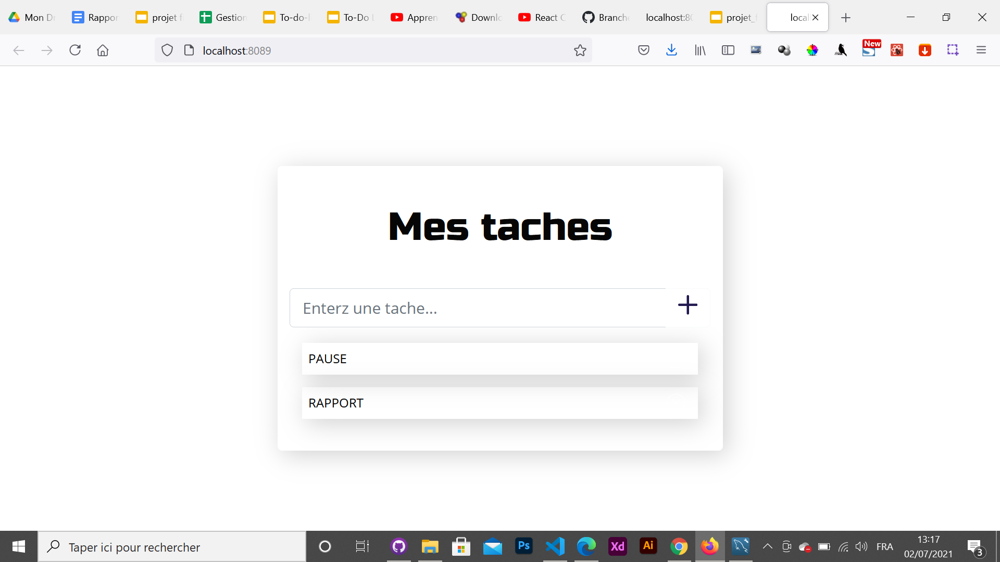 Mon Dr
Rappor
projet f
Gestion
To-do-l
To-Do L
Appren
Downlo
React C
Branche
localhost:80
projet_f
local
localhost:8089
New
Mes taches
Enterz une tache...
PAUSE
RAPPORT
Taper ici pour rechercher
Ps
Xd
Ai
FRA
13:17
02/07/2021
3